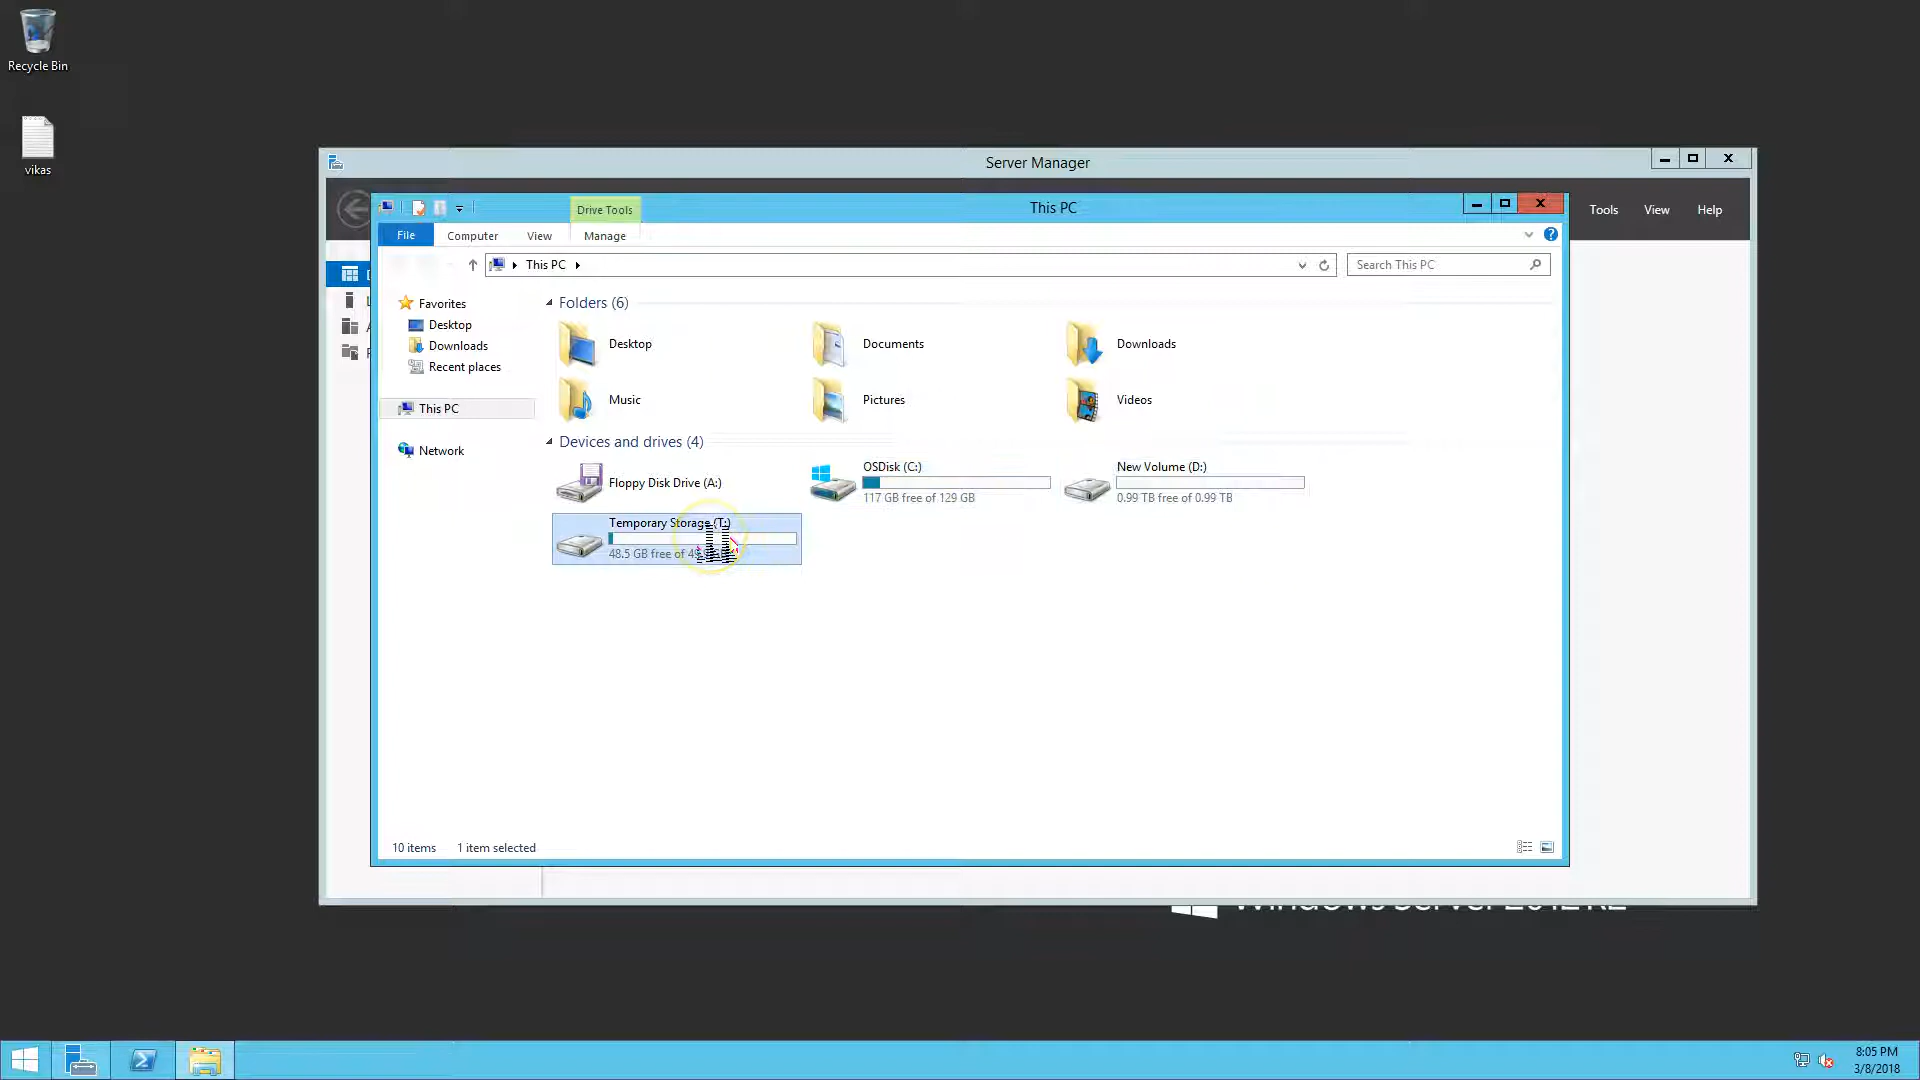 Recycle Bin
vikas
Server Manager
Tools View Help
Drive Tools
This PC
File Computer View Manage
This PC
Search This PC
Favorites
Desktop
Downloads
Recent places
This PC
Network
Folders (6)
Desktop
Documents
Downloads
Music
Pictures
Videos
Devices and drives (4)
Floppy Disk Drive (A:)
OSDisk (C:)
117 GB free of 129 GB
New Volume (D:)
0.99 TB free of 0.99 TB
Temporary Storage (T:)
48.5 GB free of
10 items 1 item selected
8:05 PM
3/8/2018